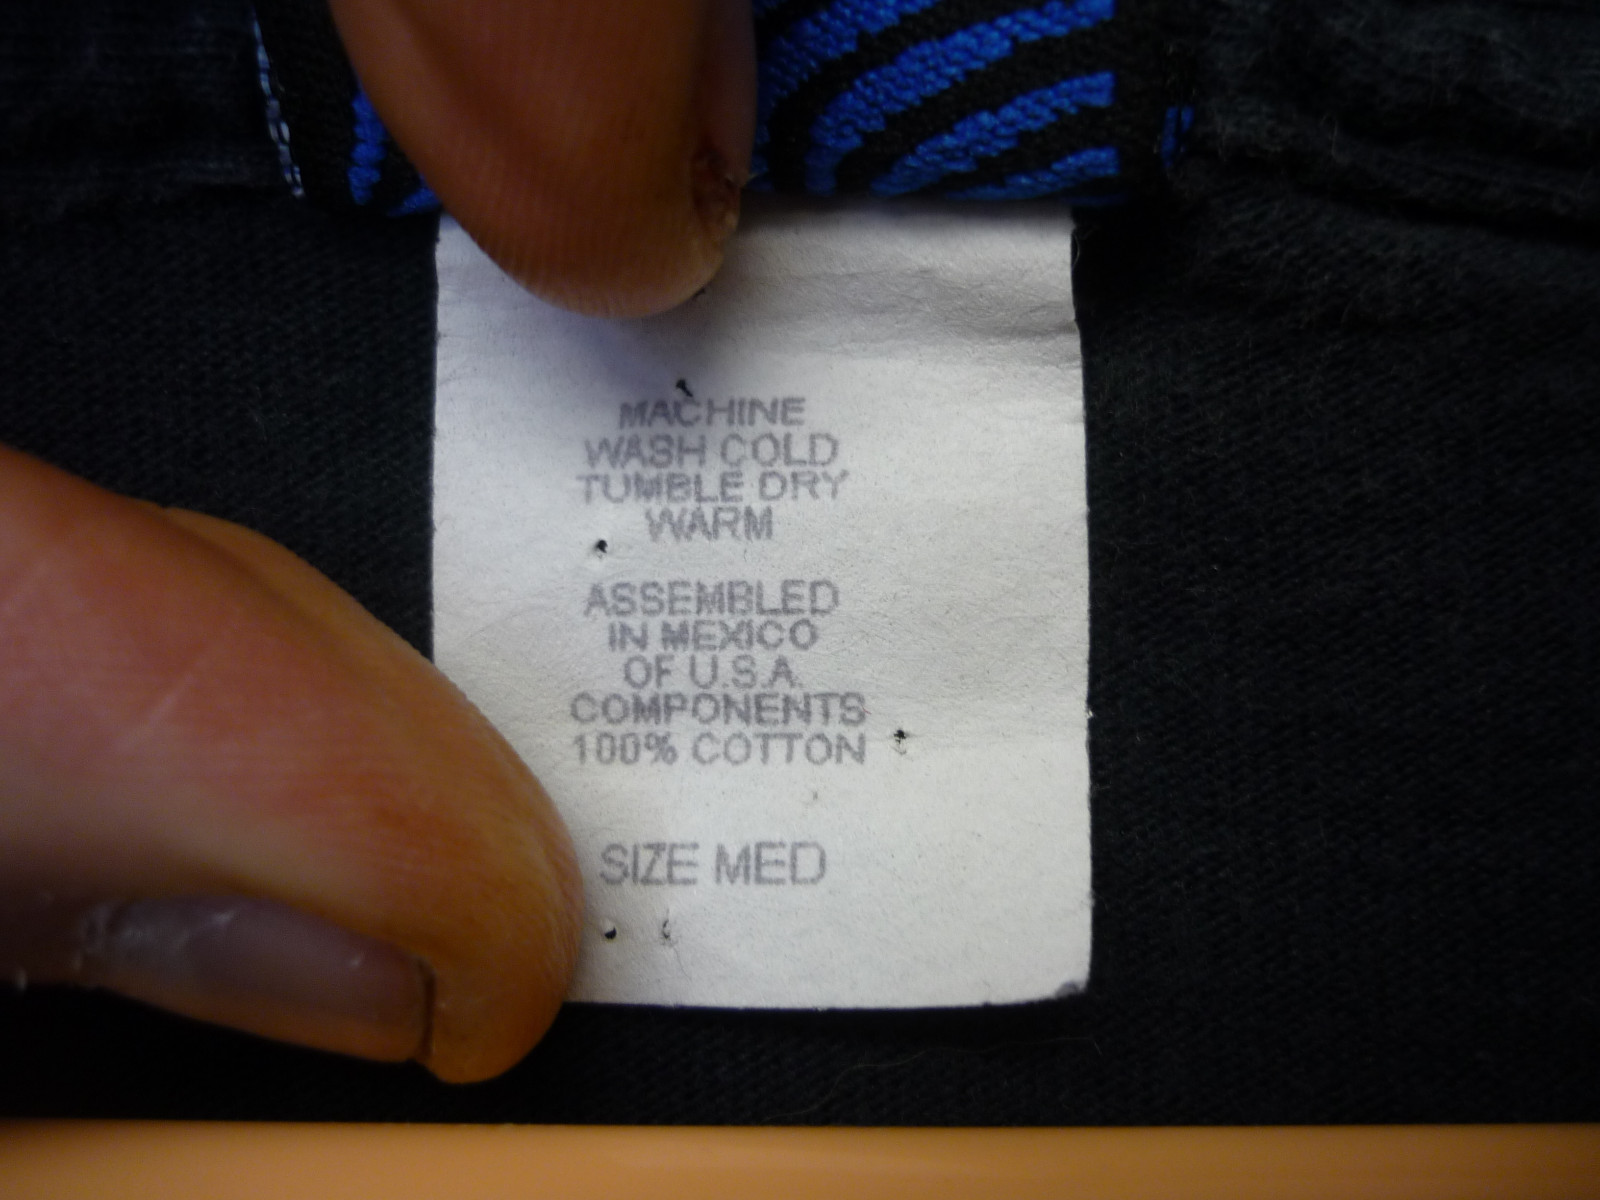 MACHINE
WASH COLD
TUMBLE DRY
WARM
ASSEMBLED
IN MEXICO
OF U.S.A.
COMPONENTS
100% COTTON
SIZE MED